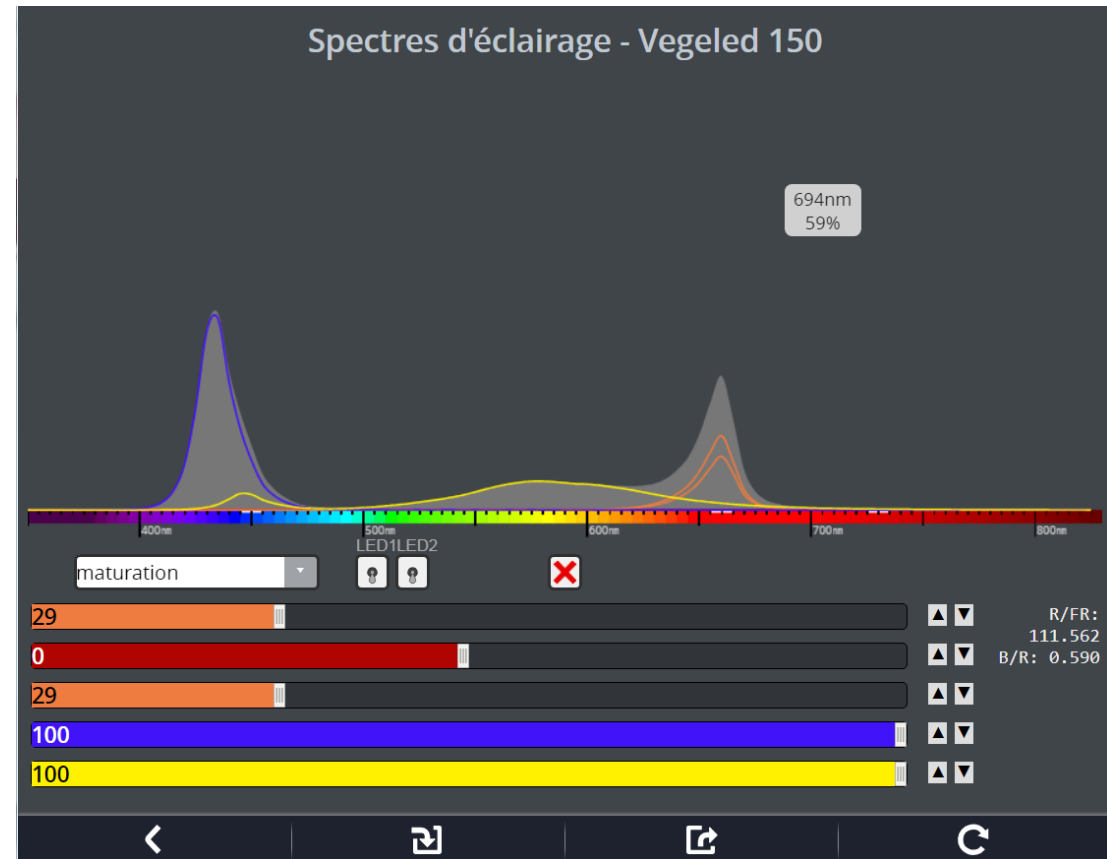 Spectres d'éclairage - Vegeled 150
694nm
59%
400nm 500nm 600nm 700nm 800nm
LED1LED2
maturation
29
R/FR:
111.562
0
B/R: 0.590
29
100
100